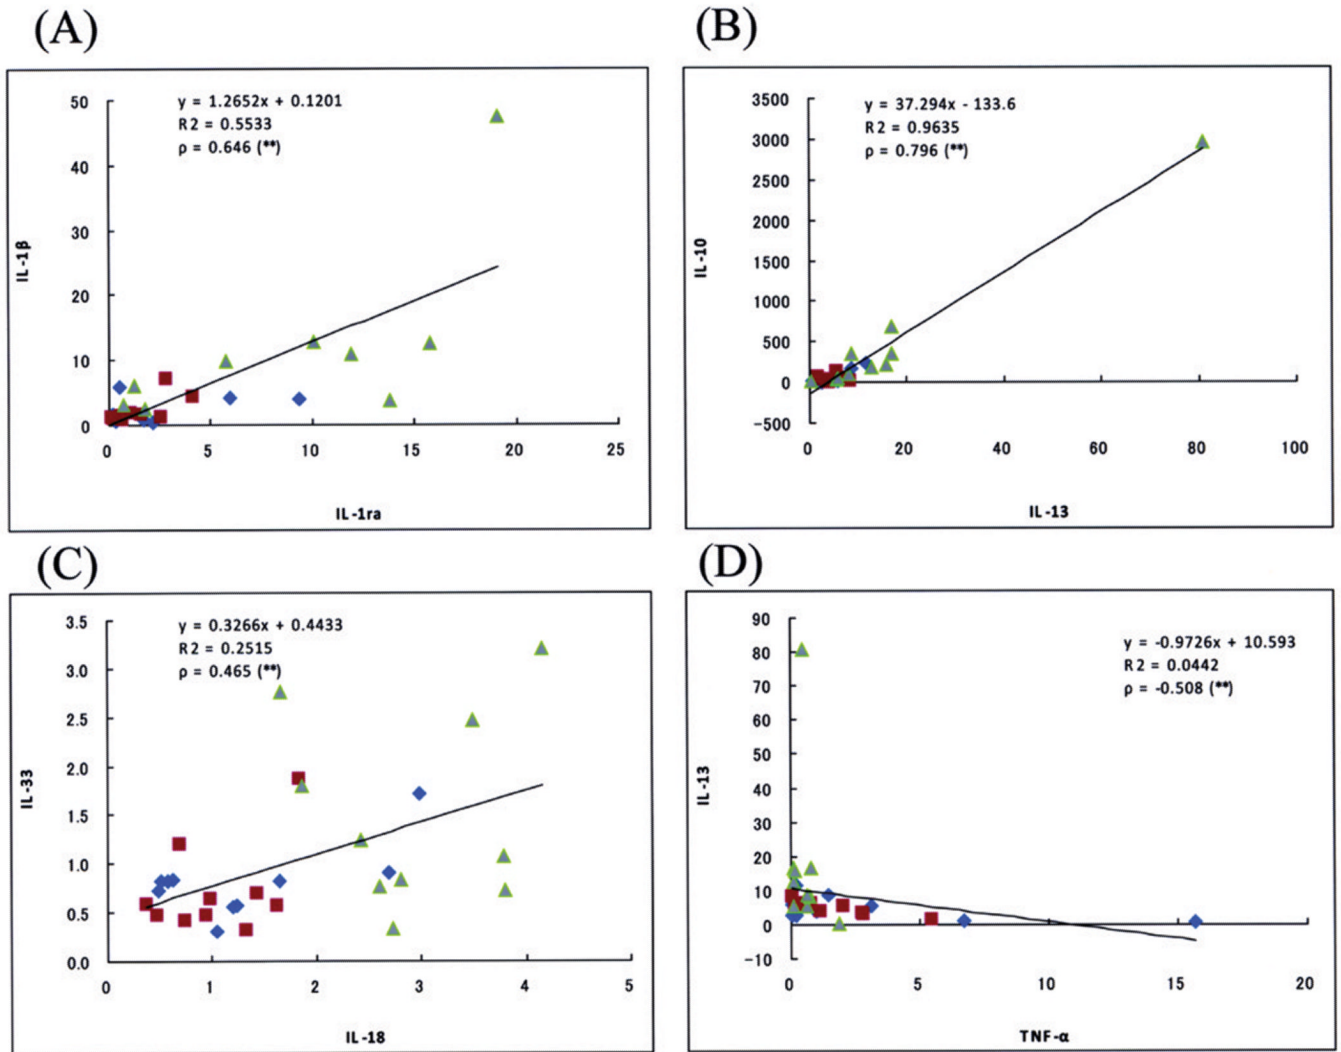 (A)
y = 1.2652x + 0.1201
R2 = 0.5533
ρ = 0.646 (**)
50
40
30
20
10
0
IL-1β
0 5 10 15 20 25
IL-1ra
(B)
y = 37.294x - 133.6
R2 = 0.9635
ρ = 0.796 (**)
3500
3000
2500
2000
1500
1000
500
0
-500
IL-10
0 20 40 60 80 100
IL-13
(C)
y = 0.3266x + 0.4433
R2 = 0.2515
ρ = 0.465 (**)
3.5
3.0
2.5
2.0
1.5
1.0
0.5
0.0
IL-33
0 1 2 3 4 5
IL-18
(D)
y = -0.9726x + 10.593
R2 = 0.0442
ρ = -0.508 (**)
90
80
70
60
50
40
30
20
10
0
-10
IL-13
0 5 10 15 20
TNF-α